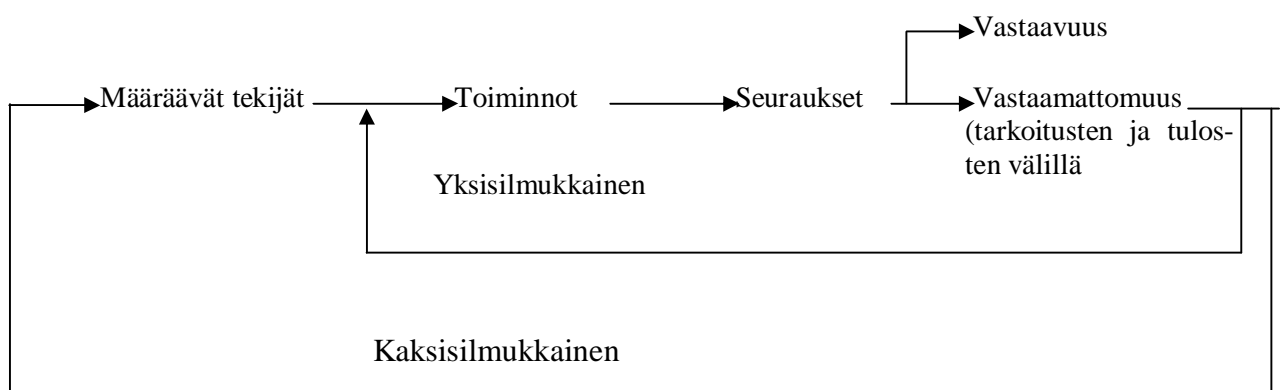 Vastaavuus
Määräävät tekijät
Toiminnot
Seuraukset
Vastaamattomuus
(tarkoitusten ja tulos-
ten välillä
Yksisilmukkainen
Kaksisilmukkainen